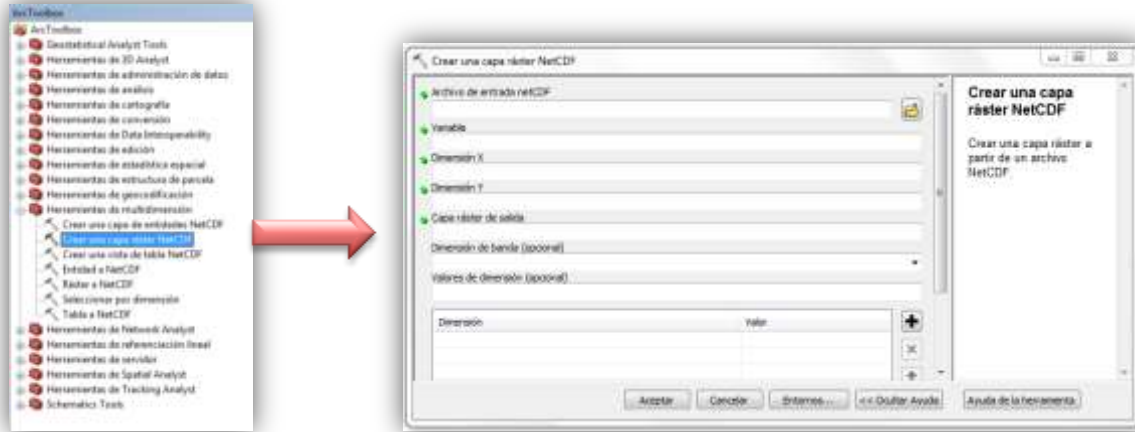 ArcToolbox
ArcToolbox
Geostatistical Analyst Tools
Herramientas de 3D Analyst
Herramientas de administración de datos
Herramientas de análisis
Herramientas de cartografía
Herramientas de conversión
Herramientas de Data Interoperability
Herramientas de edición
Herramientas de estadística espacial
Herramientas de estructura de parcela
Herramientas de geocodificación
Herramientas de multidimensión
Crear una capa de entidades NetCDF
Crear una capa ráster NetCDF
Crear una vista de tabla NetCDF
Entidad a NetCDF
Ráster a NetCDF
Seleccionar por dimensión
Tabla a NetCDF
Herramientas de Network Analyst
Herramientas de referenciación lineal
Herramientas de servidor
Herramientas de Spatial Analyst
Herramientas de Tracking Analyst
Schematics Tools
Crear una capa ráster NetCDF
Archivo de entrada netCDF
Variable
Dimensión X
Dimensión Y
Capa ráster de salida
Dimensión de banda (opcional)
Valores de dimensión (opcional)
Dimensión Valor
Aceptar Cancelar Entornos... << Ocultar Ayuda
Crear una capa
ráster NetCDF
Crear una capa ráster a
partir de un archivo
NetCDF.
Ayuda de la herramienta